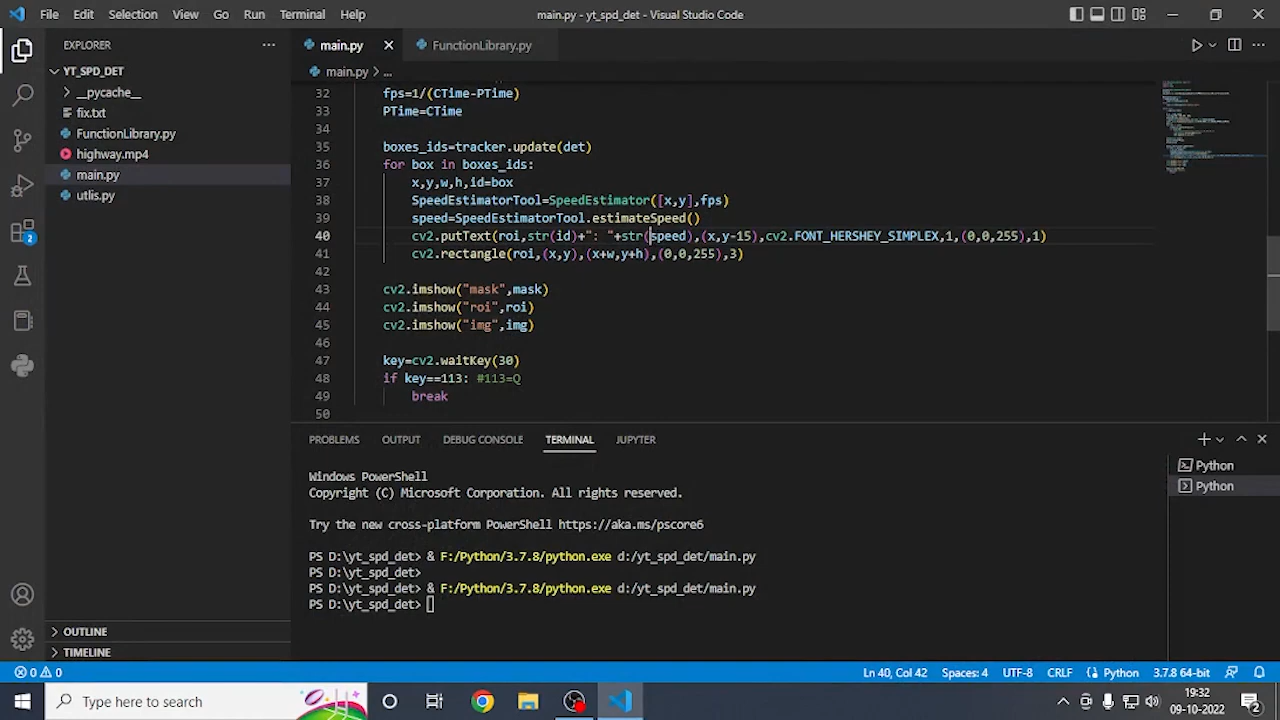 File Edit Selection View Go Run Terminal Help
main.py - yt_spd_det - Visual Studio Code
EXPLORER
YT_SPD_DET
__pycache__
fix.txt
FunctionLibrary.py
highway.mp4
main.py
utlis.py
OUTLINE
TIMELINE
2
main.py
FunctionLibrary.py
main.py > ...
32 fps=1/(CTime-PTime)
33 PTime=CTime
34
35 boxes_ids=tracker.update(det)
36 for box in boxes_ids:
37 x,y,w,h,id=box
38 SpeedEstimatorTool=SpeedEstimator([x,y],fps)
39 speed=SpeedEstimatorTool.estimateSpeed()
40 cv2.putText(roi,str(id)+": "+str(speed),(x,y-15),cv2.FONT_HERSHEY_SIMPLEX,1,(0,0,255),1)
41 cv2.rectangle(roi,(x,y),(x+w,y+h),(0,0,255),3)
42
43 cv2.imshow("mask",mask)
44 cv2.imshow("roi",roi)
45 cv2.imshow("img",img)
46
47 key=cv2.waitKey(30)
48 if key==113: #113=Q
49 break
50
PROBLEMS OUTPUT DEBUG CONSOLE TERMINAL JUPYTER
Python
Python
Windows PowerShell
Copyright (C) Microsoft Corporation. All rights reserved.
Try the new cross-platform PowerShell https://aka.ms/pscore6
PS D:\yt_spd_det> & F:/Python/3.7.8/python.exe d:/yt_spd_det/main.py
PS D:\yt_spd_det>
PS D:\yt_spd_det> & F:/Python/3.7.8/python.exe d:/yt_spd_det/main.py
PS D:\yt_spd_det>
0 0
Ln 40, Col 42 Spaces: 4 UTF-8 CRLF Python 3.7.8 64-bit
Type here to search
19:32
09-10-2022
2